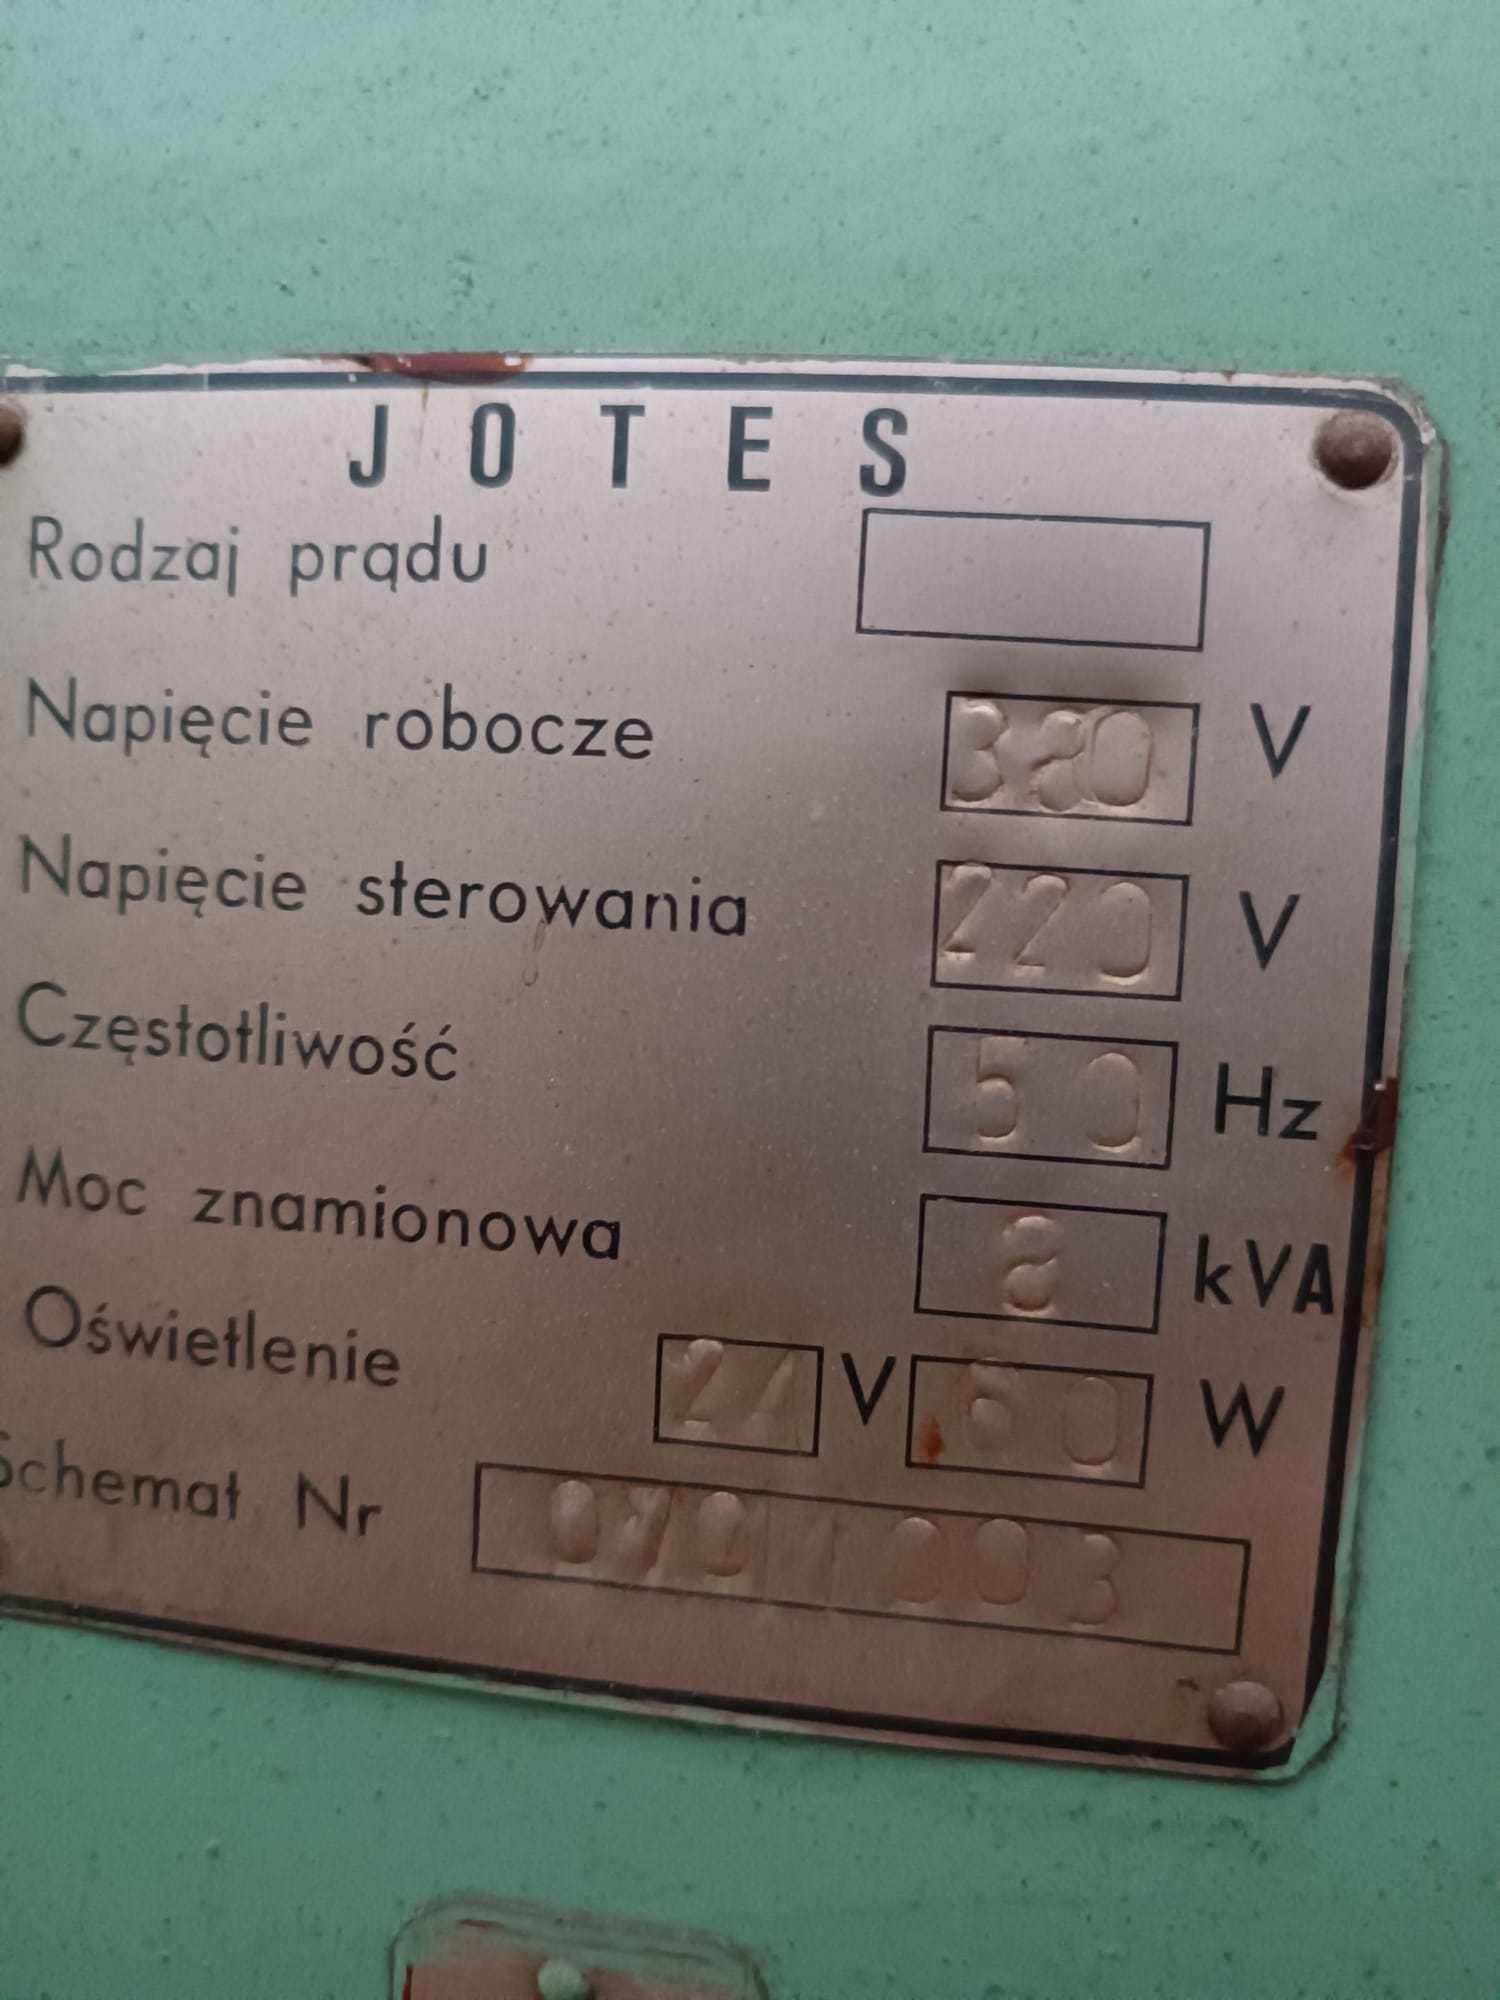 JOTES
Rodzaj prądu
Napięcie robocze 380 V
Napięcie sterowania 220 V
Częstotliwość 50 Hz
Moc znamionowa kVA
Oświetlenie 24 V 60 W
Schemat Nr